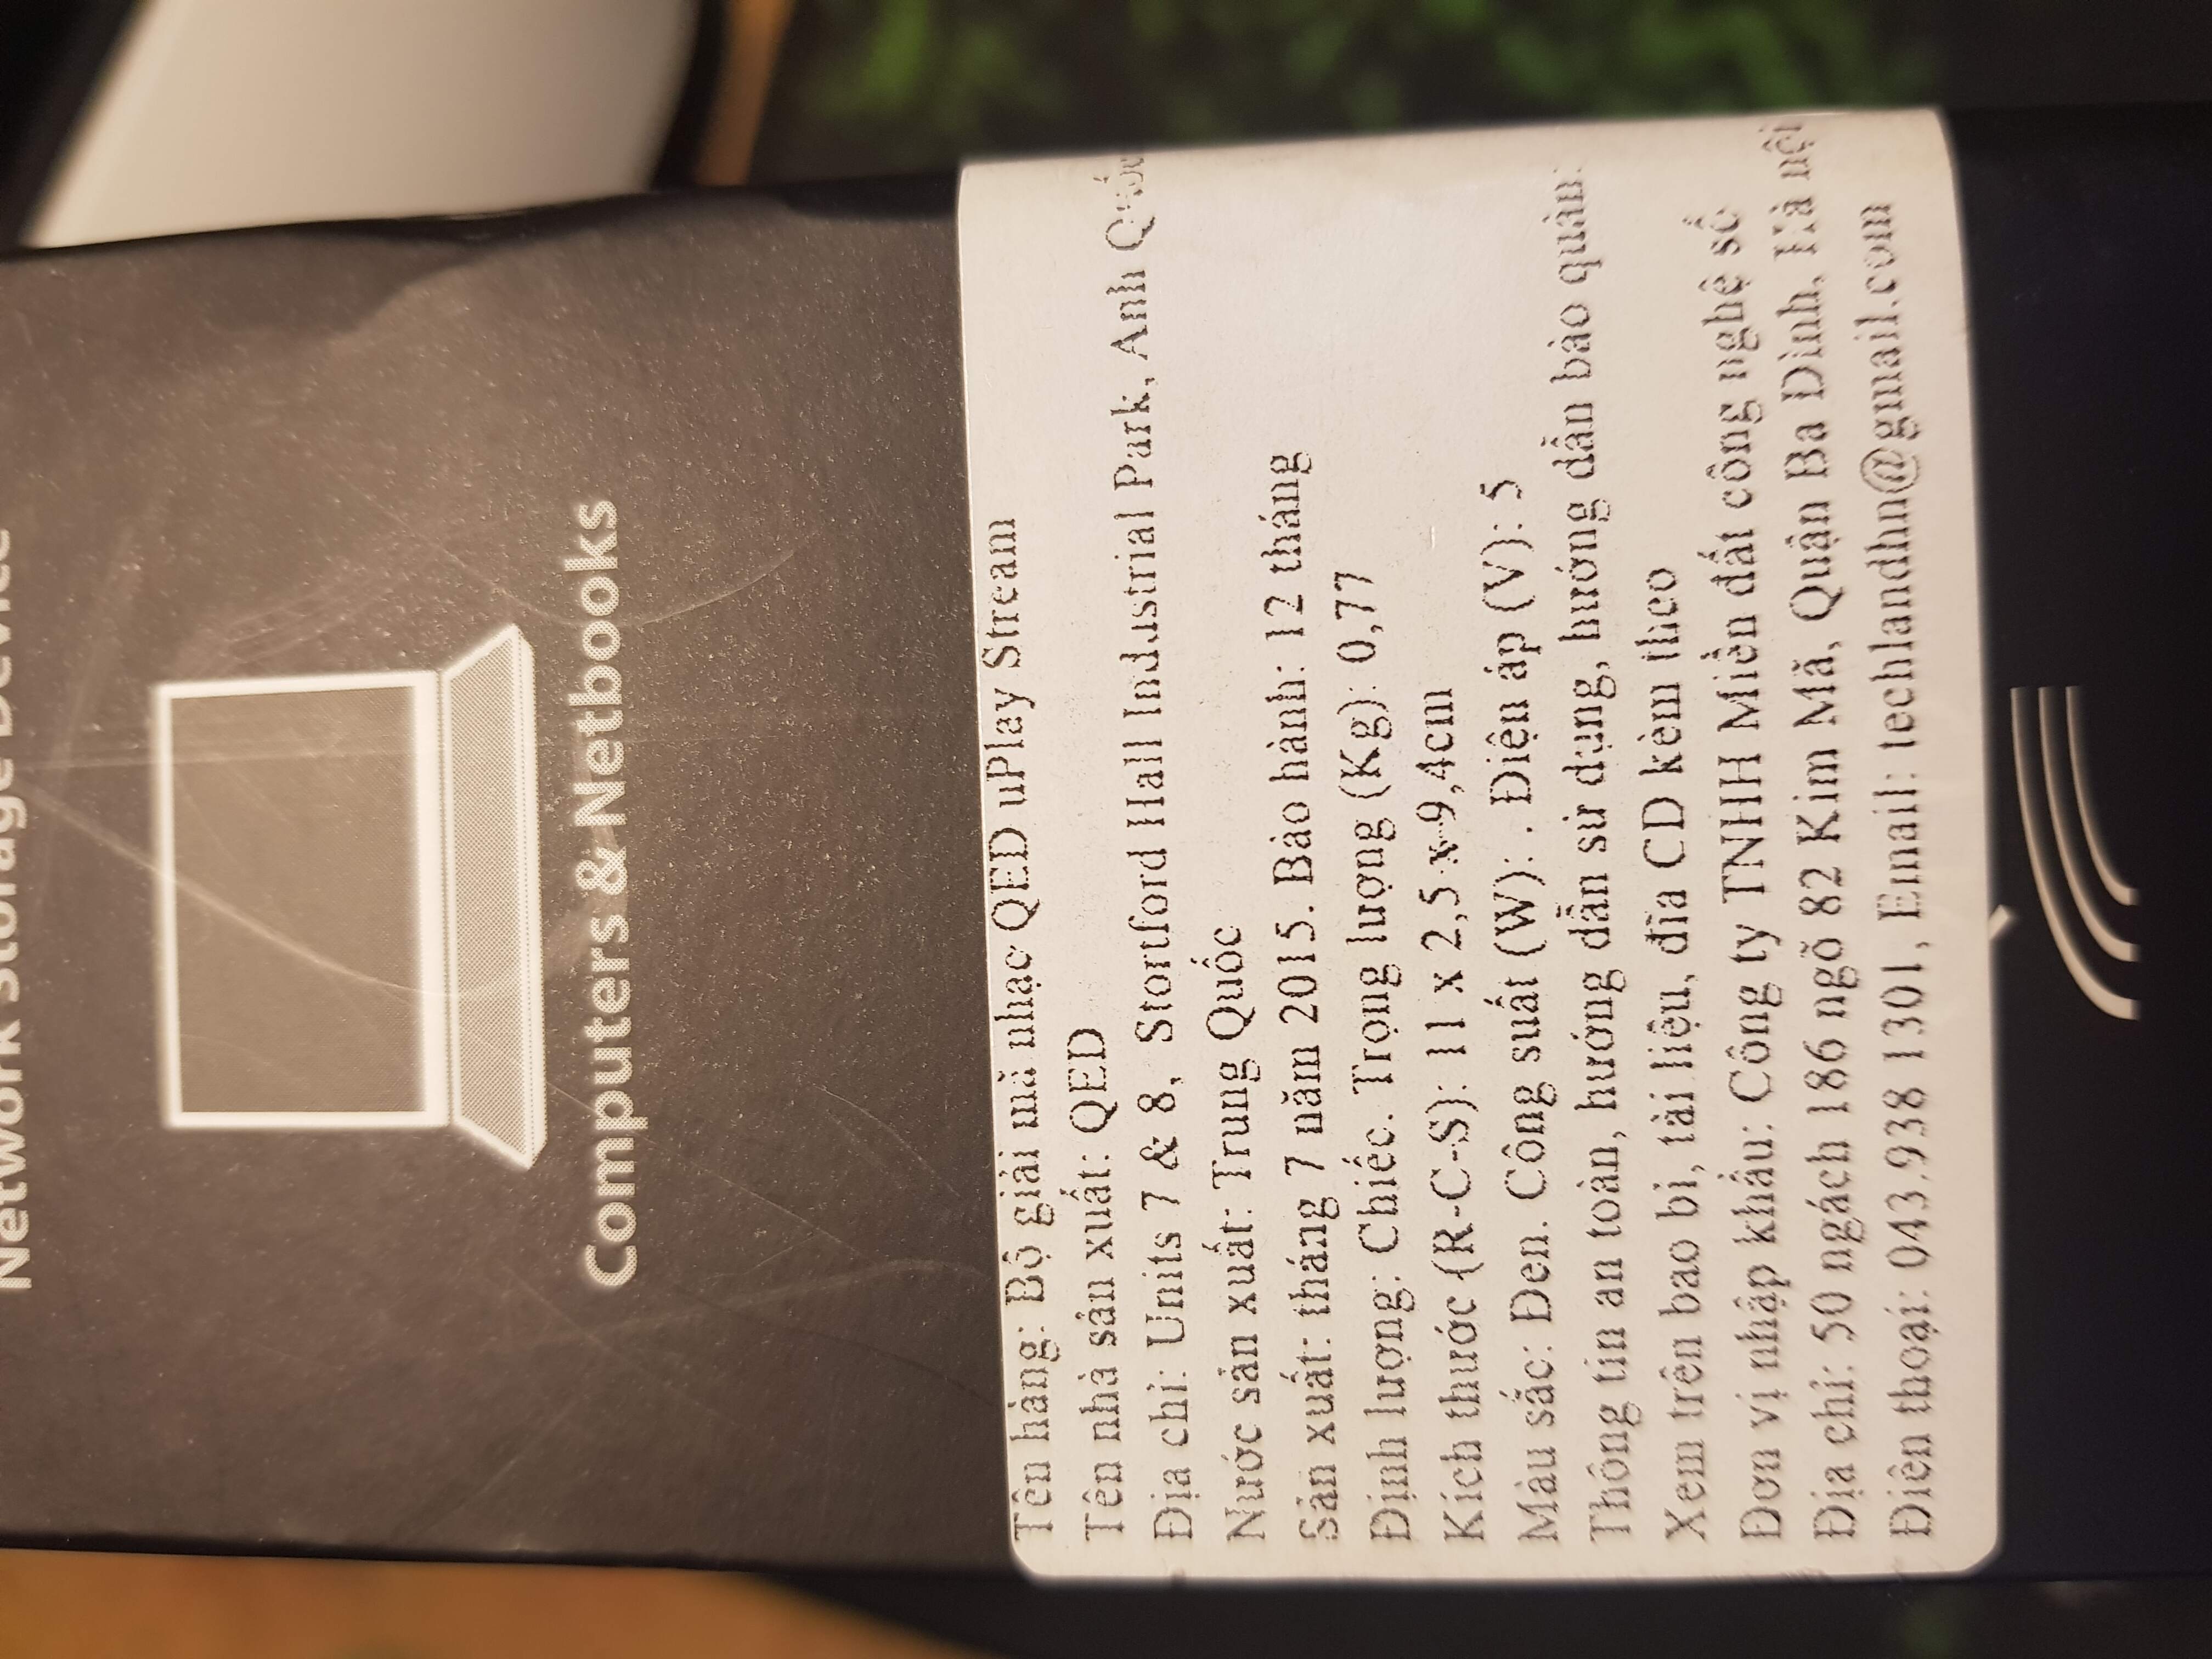 Network Storage Device
Computers & Netbooks
Tên hàng: Bộ giải mã nhạc QED uPlay Stream
Tên nhà sản xuất: QED
Địa chỉ: Units 7 & 8, Stortford Hall Industrial Park, Anh Quốc
Nước sản xuất: Trung Quốc
Sản xuất: tháng 7 năm 2015. Bảo hành: 12 tháng
Định lượng: Chiếc. Trọng lượng (Kg): 0,77
Kích thước (R-C-S): 11 x 2,5 x 9,4cm
Màu sắc: Đen. Công suất (W): . Điện áp (V): 5
Thông tin an toàn, hướng dẫn sử dụng, hướng dẫn bảo quản:
Xem trên bao bì, tài liệu, đĩa CD kèm theo
Đơn vị nhập khẩu: Công ty TNHH Miền đất công nghệ số
Địa chỉ: 50 ngách 186 ngõ 82 Kim Mã, Quận Ba Đình, Hà nội
Điện thoại: 043.938 1301, Email: techlandhn@gmail.com